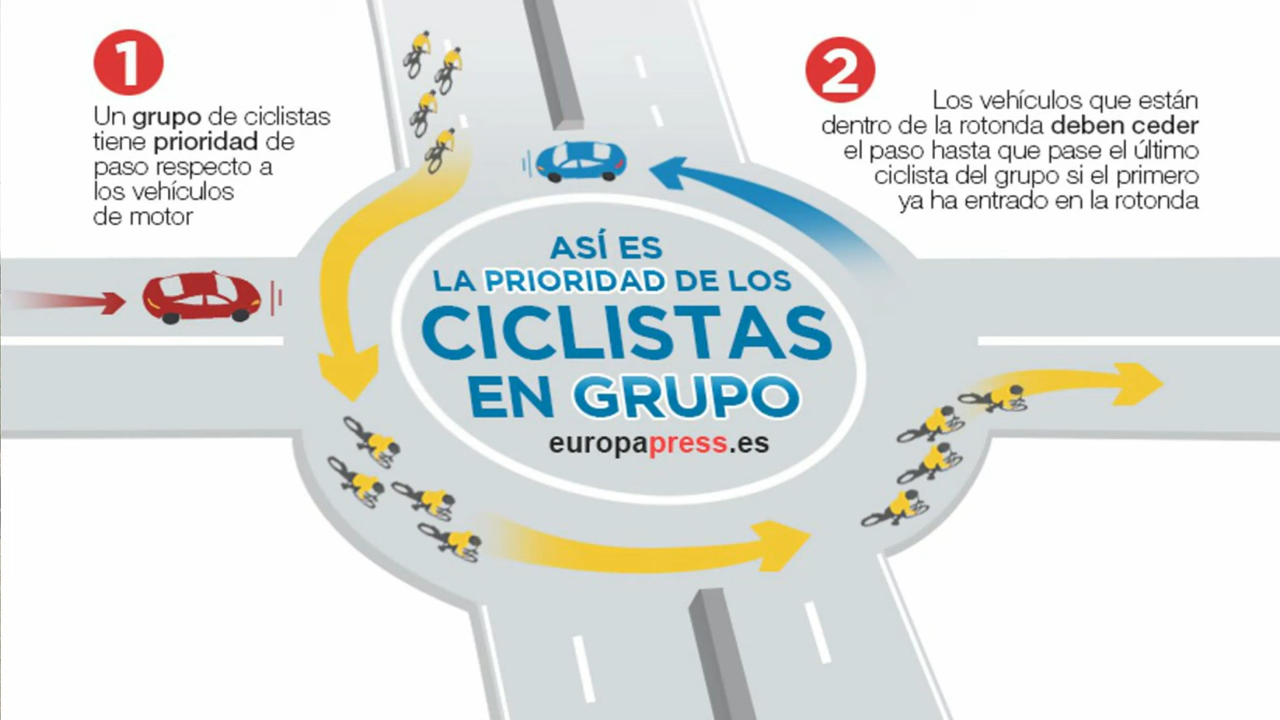 1
Un grupo de ciclistas
tiene prioridad de
paso respecto a
los vehículos
de motor
2
Los vehículos que están
dentro de la rotonda deben ceder
el paso hasta que pase el último
ciclista del grupo si el primero
ya ha entrado en la rotonda
ASÍ ES
LA PRIORIDAD DE LOS
CICLISTAS
EN GRUPO
europapress.es